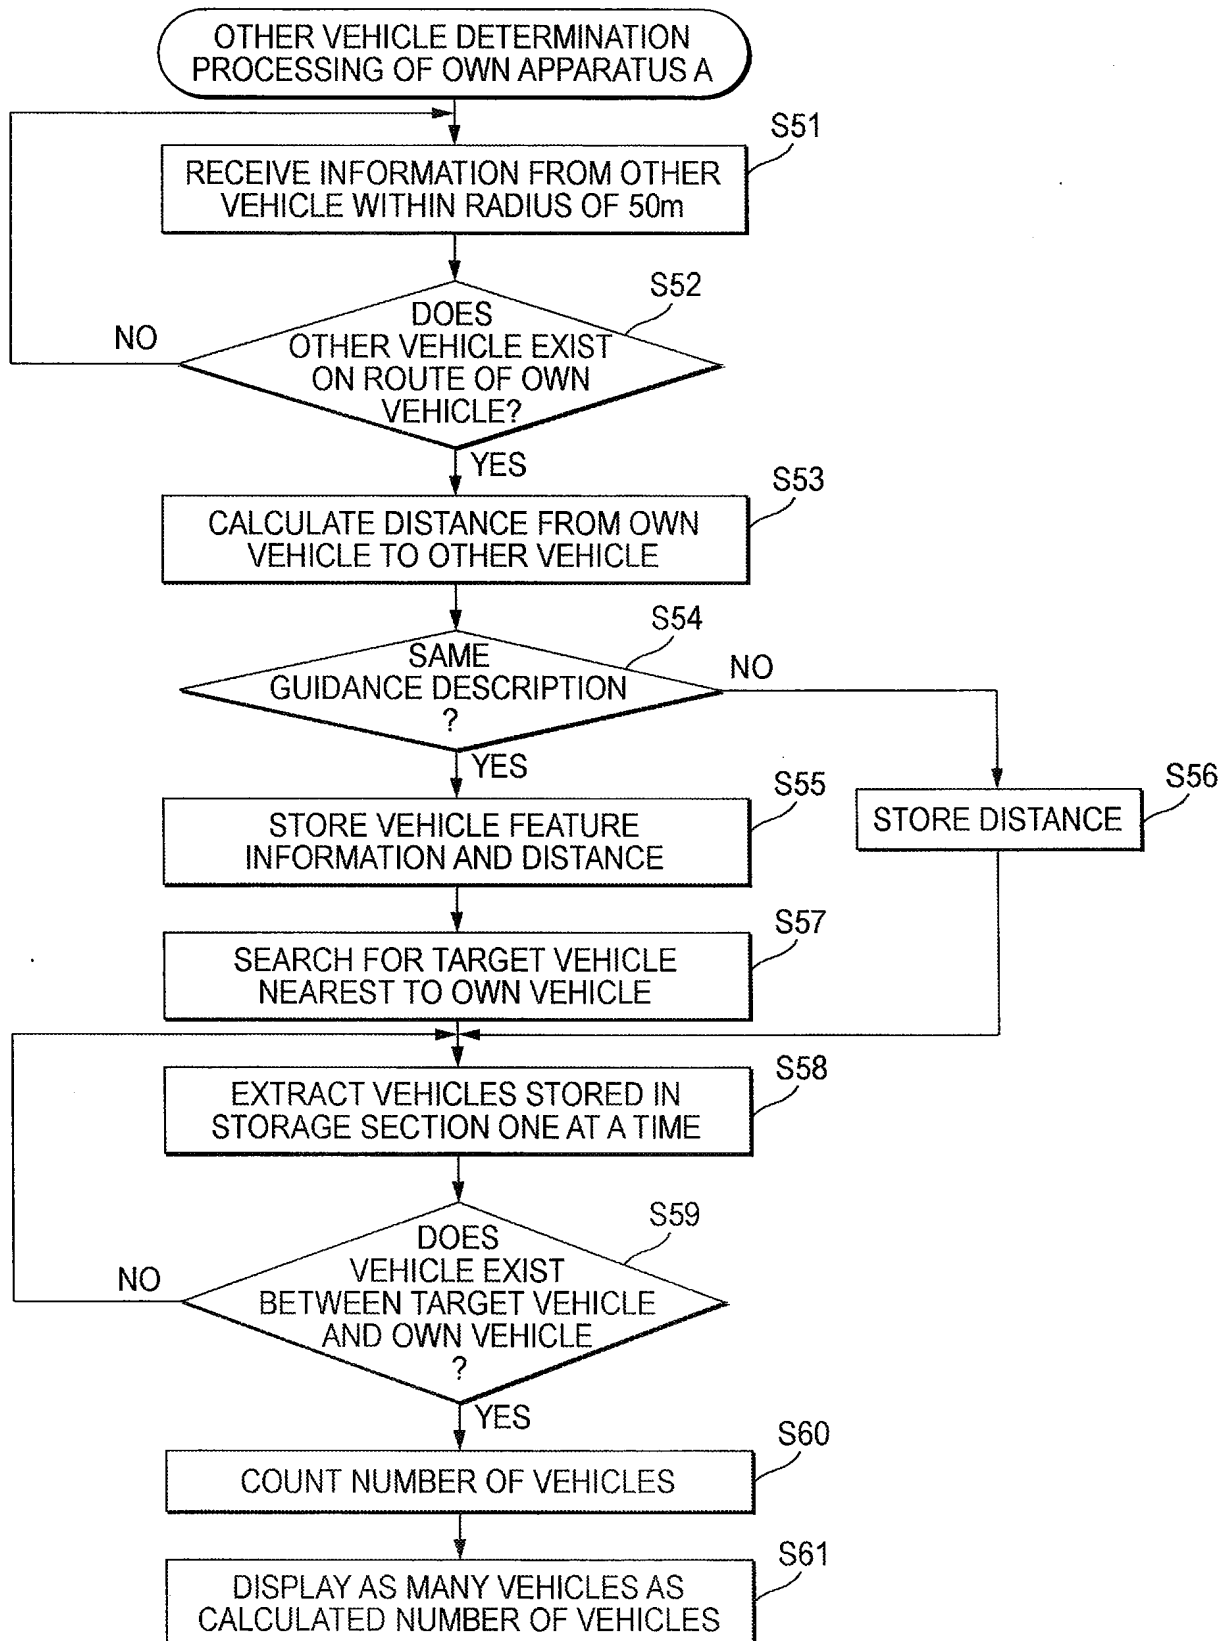 OTHER VEHICLE DETERMINATION
PROCESSING OF OWN APPARATUS A
S51
RECEIVE INFORMATION FROM OTHER
VEHICLE WITHIN RADIUS OF 50m
S52
DOES
OTHER VEHICLE EXIST
ON ROUTE OF OWN
VEHICLE?
NO
YES
S53
CALCULATE DISTANCE FROM OWN
VEHICLE TO OTHER VEHICLE
S54
SAME
GUIDANCE DESCRIPTION
?
NO
YES
S55
STORE VEHICLE FEATURE
INFORMATION AND DISTANCE
S56
STORE DISTANCE
S57
SEARCH FOR TARGET VEHICLE
NEAREST TO OWN VEHICLE
S58
EXTRACT VEHICLES STORED IN
STORAGE SECTION ONE AT A TIME
S59
DOES
VEHICLE EXIST
BETWEEN TARGET VEHICLE
AND OWN VEHICLE
?
NO
YES
S60
COUNT NUMBER OF VEHICLES
S61
DISPLAY AS MANY VEHICLES AS
CALCULATED NUMBER OF VEHICLES